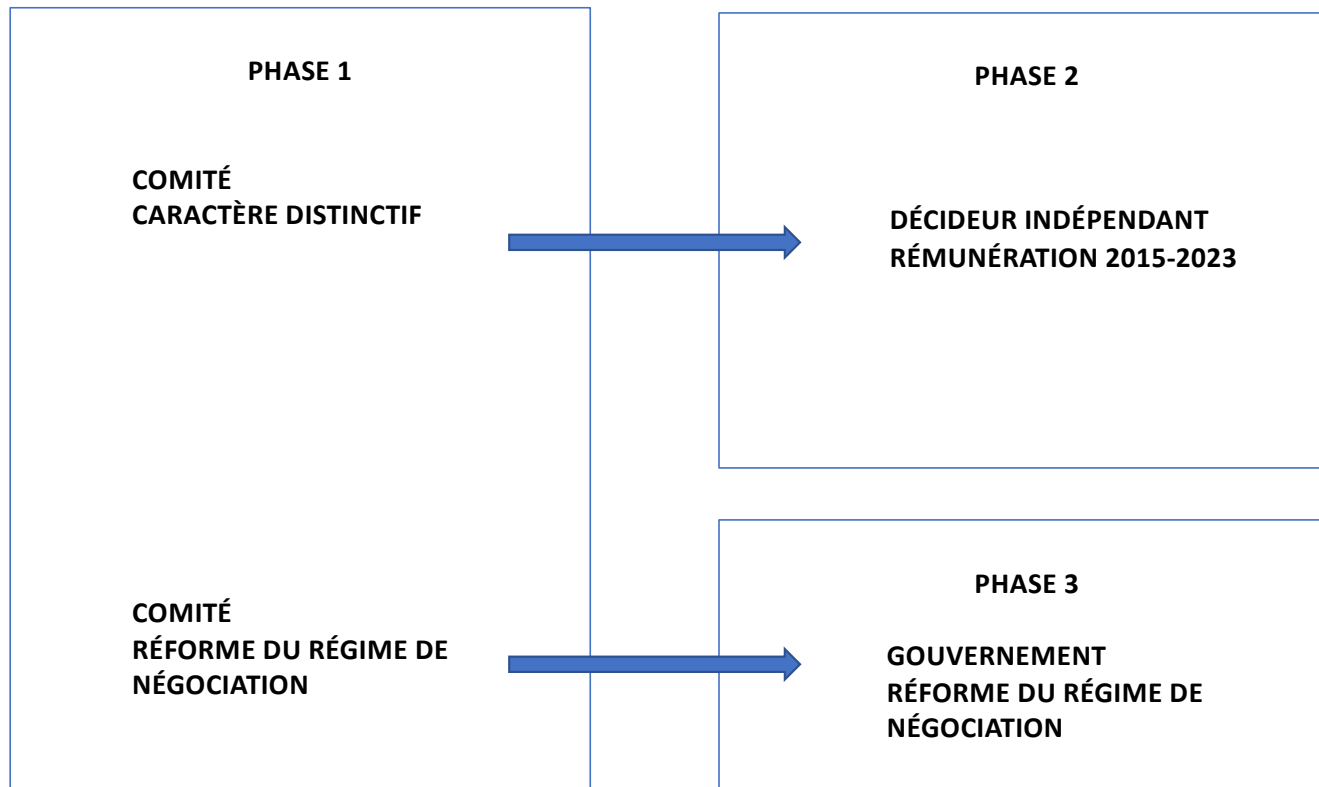 PHASE 1
COMITÉ
CARACTÈRE DISTINCTIF
COMITÉ
RÉFORME DU RÉGIME DE
NÉGOCIATION
PHASE 2
DÉCIDEUR INDÉPENDANT
RÉMUNÉRATION 2015-2023
PHASE 3
GOUVERNEMENT
RÉFORME DU RÉGIME DE
NÉGOCIATION